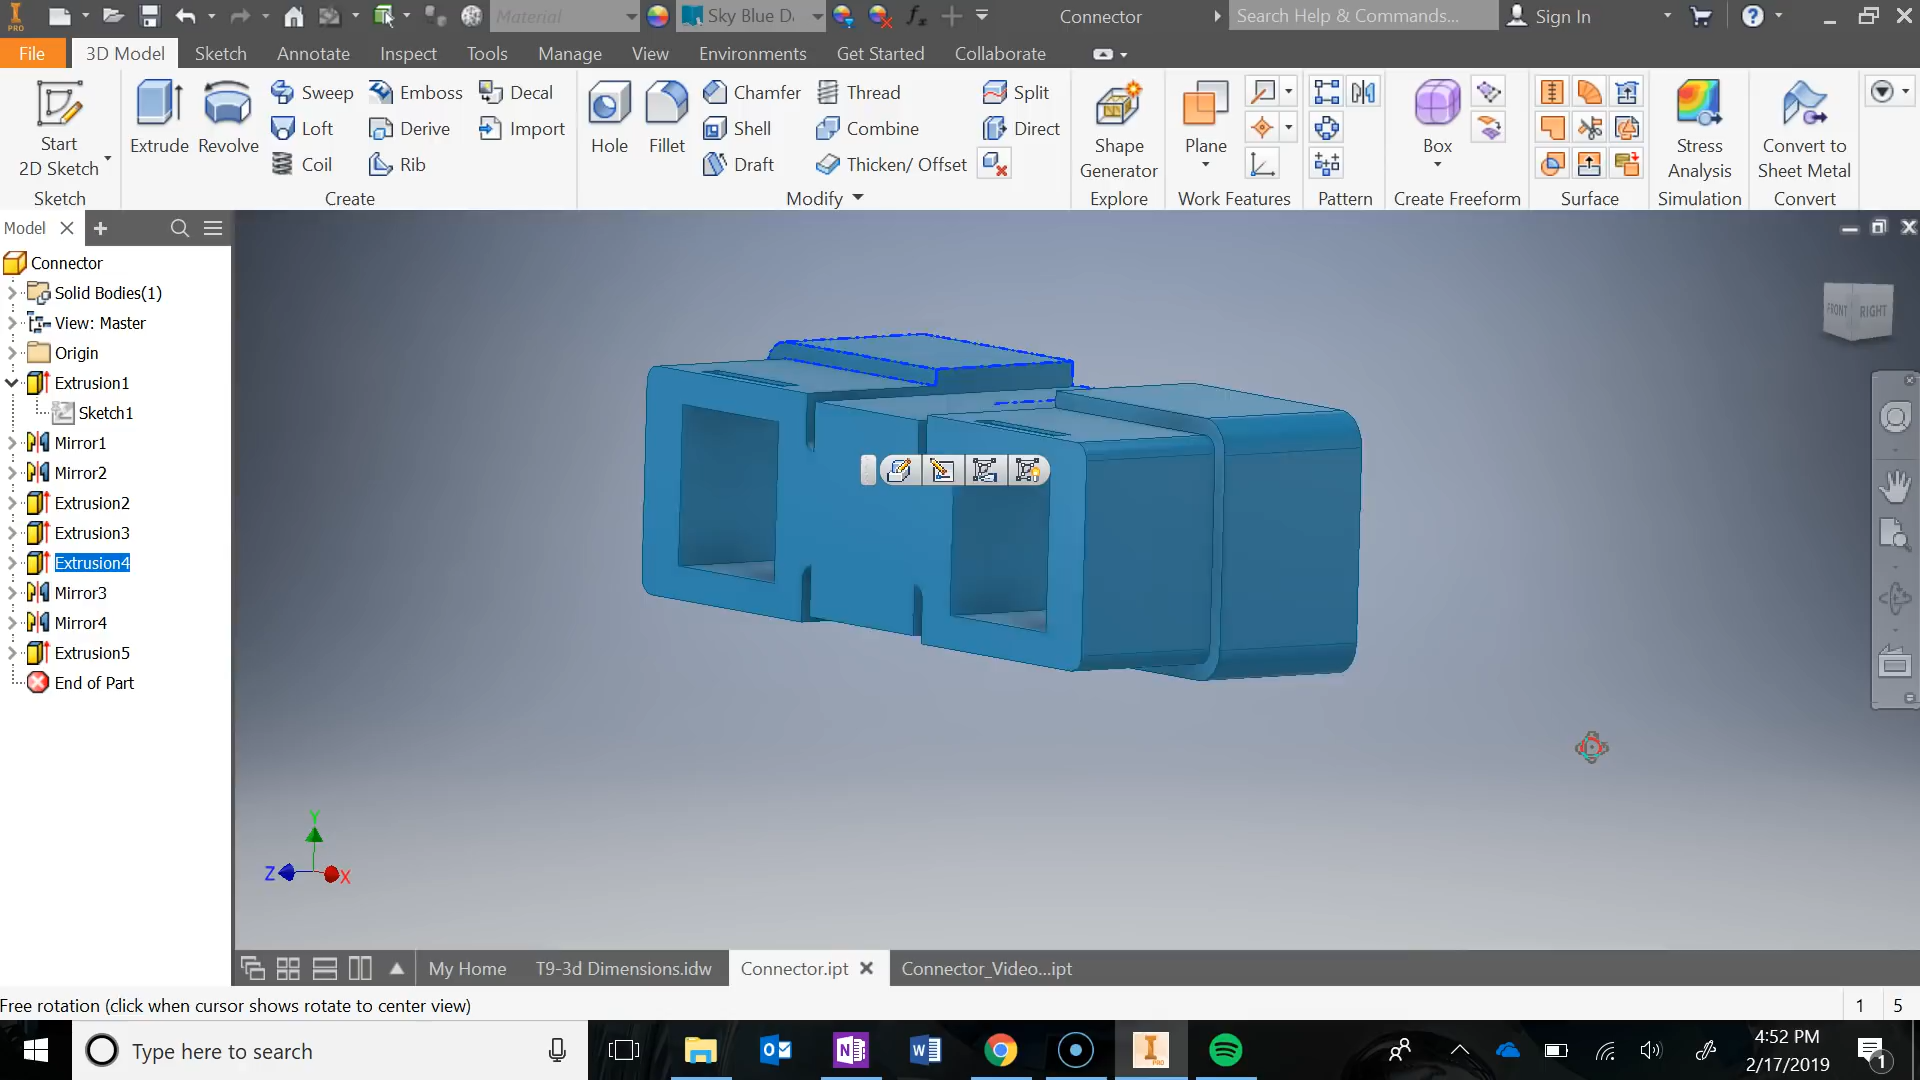 PRO
Material
Sky Blue D
Connector
Search Help & Commands...
Sign In
File
3D Model
Sketch
Annotate
Inspect
Tools
Manage
View
Environments
Get Started
Collaborate
Start
2D Sketch
Extrude
Revolve
Sweep
Loft
Coil
Emboss
Derive
Rib
Decal
Import
Hole
Fillet
Chamfer
Shell
Draft
Thread
Combine
Thicken/ Offset
Split
Direct
Shape
Generator
Plane
Box
Stress
Analysis
Convert to
Sheet Metal
Sketch
Create
Modify
Explore
Work Features
Pattern
Create Freeform
Surface
Simulation
Convert
Model
Connector
Solid Bodies(1)
View: Master
Origin
Extrusion1
Sketch1
Mirror1
Mirror2
Extrusion2
Extrusion3
Extrusion4
Mirror3
Mirror4
Extrusion5
End of Part
FRONT
RIGHT
Y
Z
X
My Home
T9-3d Dimensions.idw
Connector.ipt
Connector_Video...ipt
Free rotation (click when cursor shows rotate to center view)
1
5
Type here to search
4:52 PM
2/17/2019
1